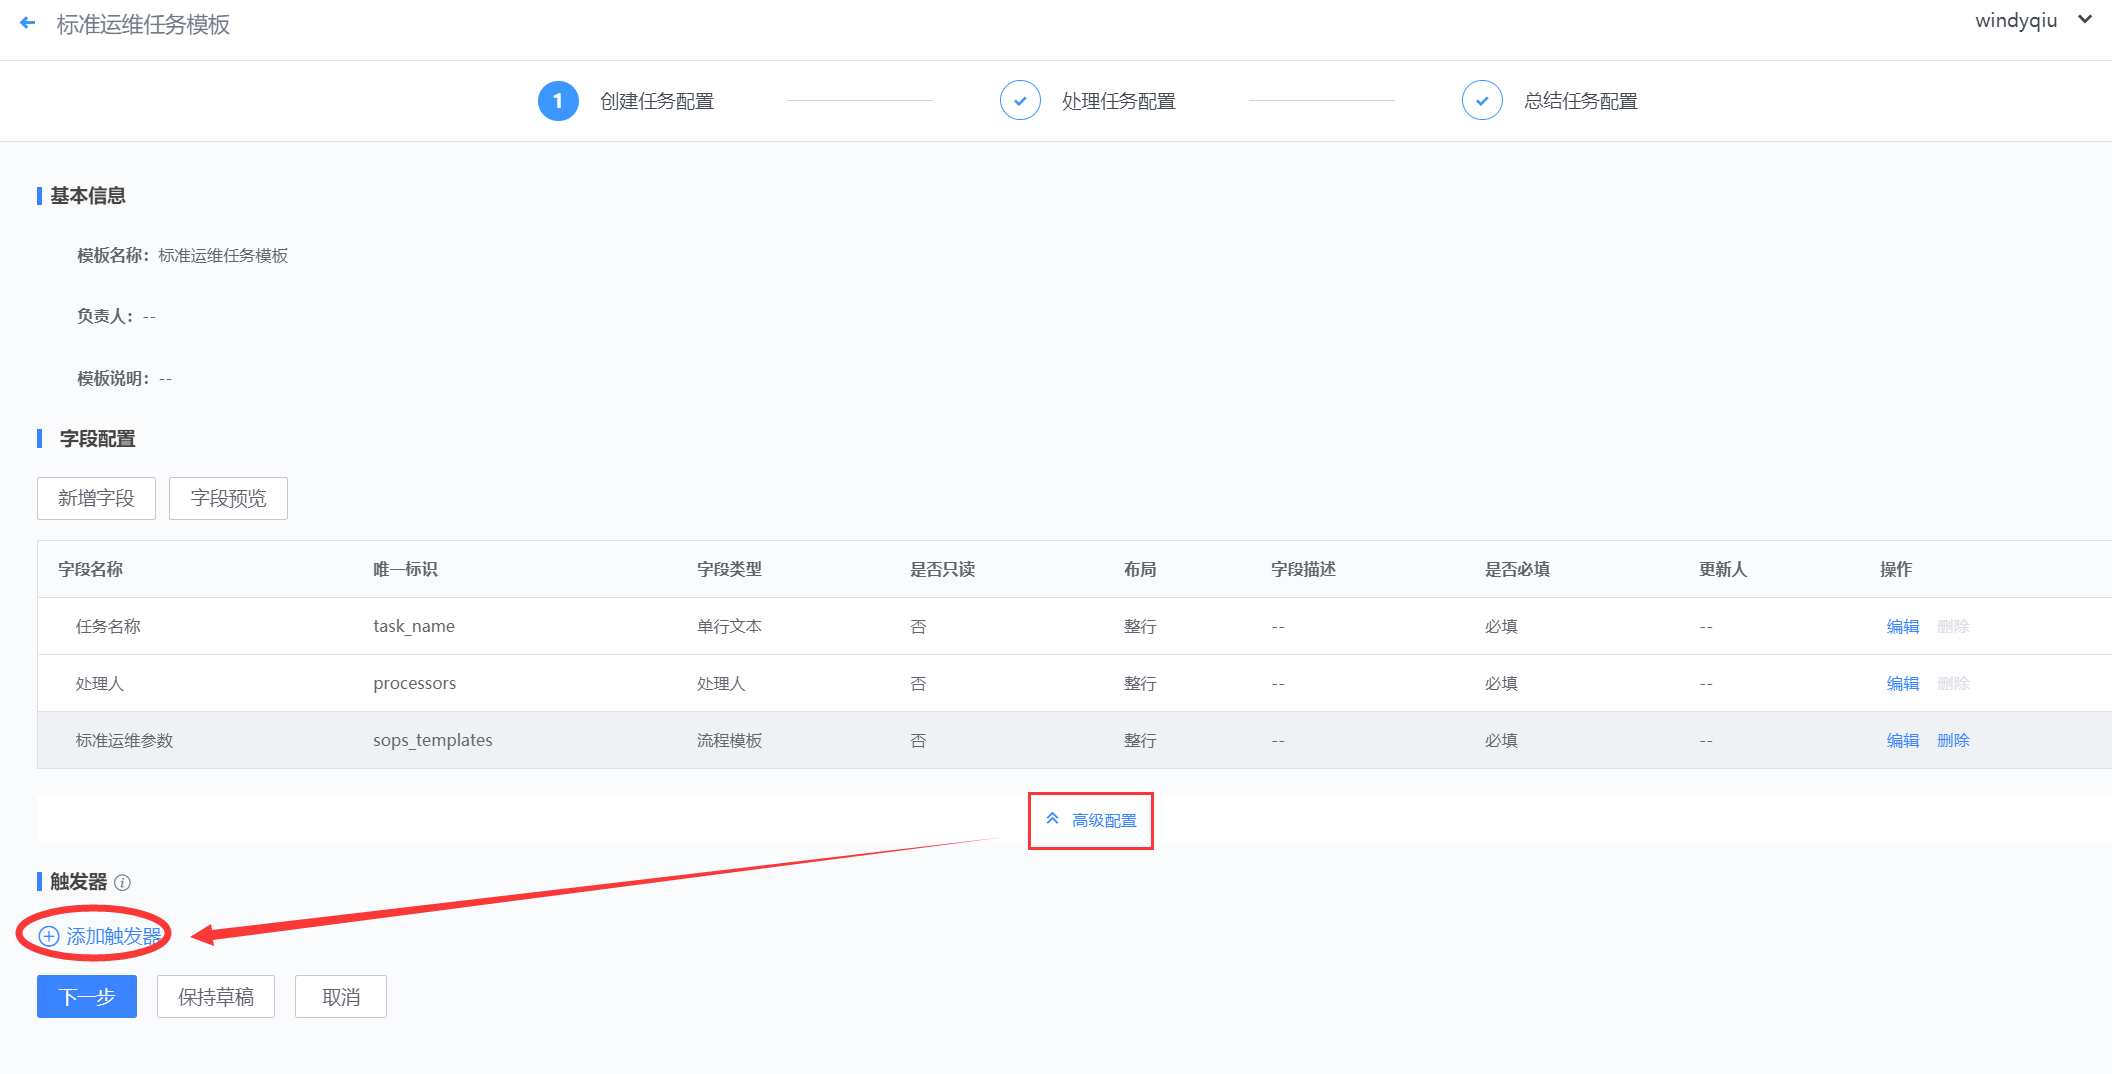 标准运维任务模板
windyqiu
1 创建任务配置 处理任务配置 总结任务配置
基本信息
模板名称：标准运维任务模板
负责人：--
模板说明：--
字段配置
新增字段 字段预览
字段名称 唯一标识 字段类型 是否只读 布局 字段描述 是否必填 更新人 操作
任务名称 task_name 单行文本 否 整行 -- 必填 -- 编辑 删除
处理人 processors 处理人 否 整行 -- 必填 -- 编辑 删除
标准运维参数 sops_templates 流程模板 否 整行 -- 必填 -- 编辑 删除
高级配置
触发器
添加触发器
下一步 保持草稿 取消